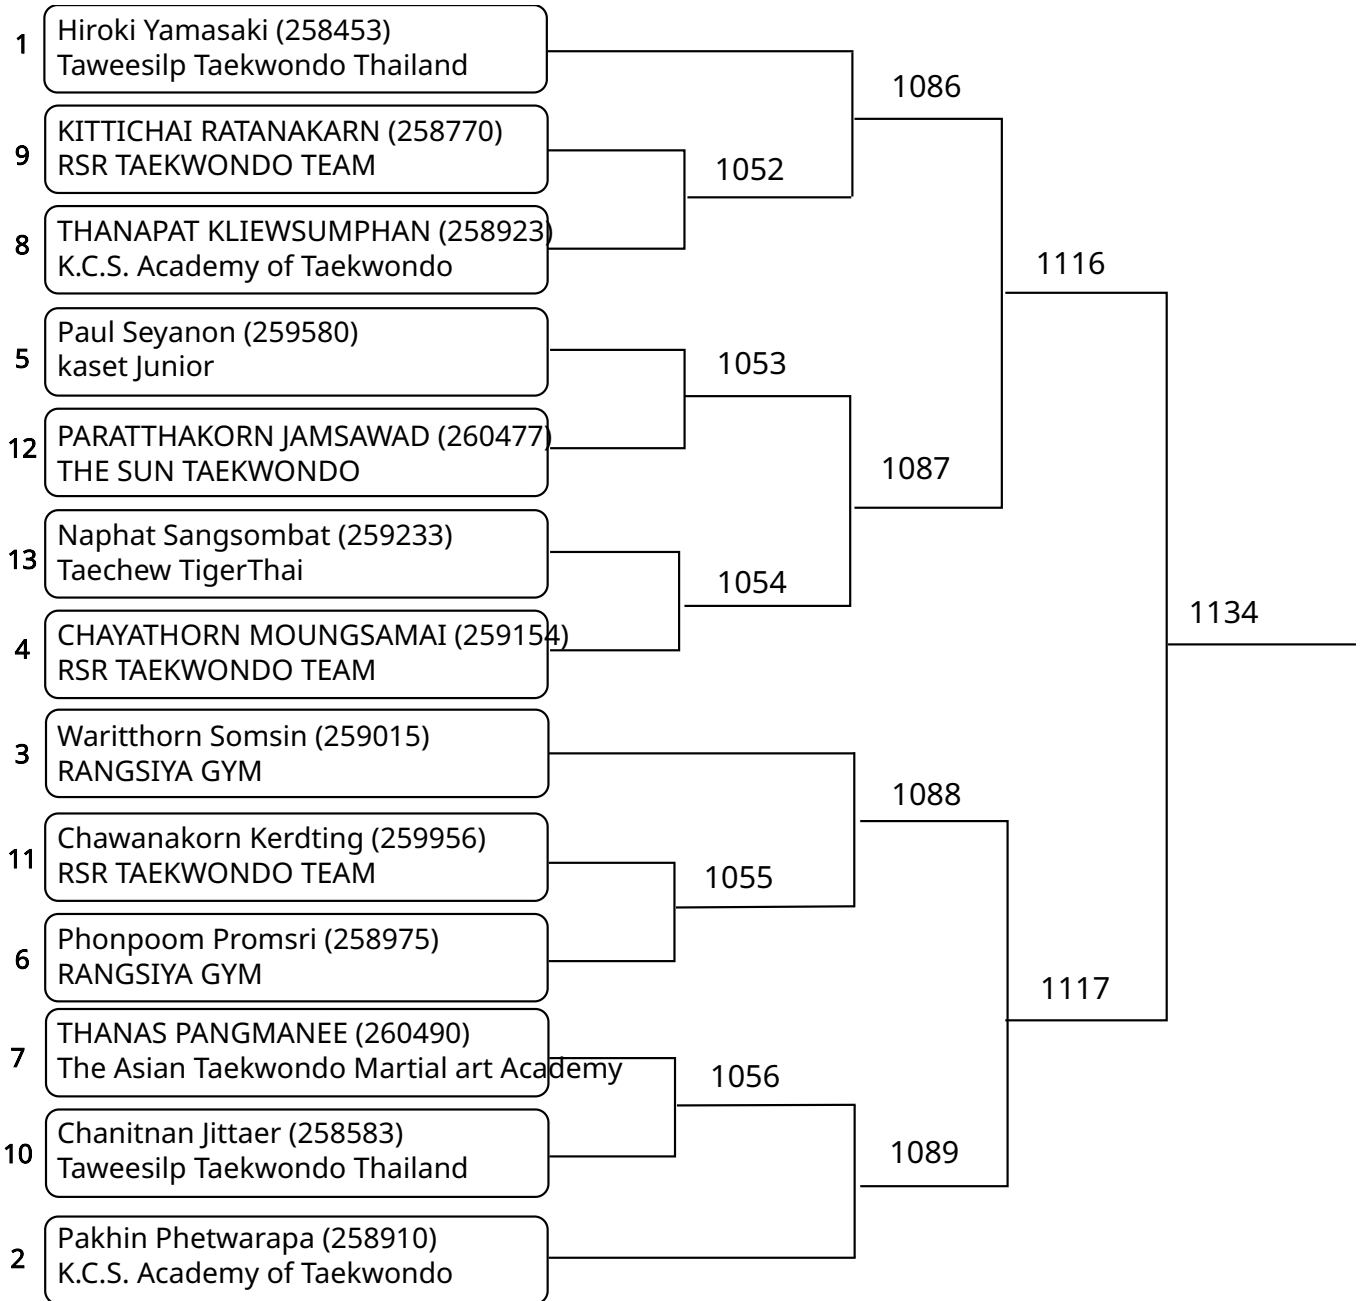 1
Hiroki Yamasaki (258453)
Taweesilp Taekwondo Thailand
1086
9
KITTICHAI RATANAKARN (258770)
RSR TAEKWONDO TEAM
1052
8
THANAPAT KLIEWSUMPHAN (258923)
K.C.S. Academy of Taekwondo
1116
5
Paul Seyanon (259580)
kaset Junior
1053
12
PARATTHAKORN JAMSAWAD (260477)
THE SUN TAEKWONDO
1087
13
Naphat Sangsombat (259233)
Taechew TigerThai
1054
4
CHAYATHORN MOUNGSAMAI (259154)
RSR TAEKWONDO TEAM
1134
3
Waritthorn Somsin (259015)
RANGSIYA GYM
1088
11
Chawanakorn Kerdting (259956)
RSR TAEKWONDO TEAM
1055
6
Phonpoom Promsri (258975)
RANGSIYA GYM
1117
7
THANAS PANGMANEE (260490)
The Asian Taekwondo Martial art Academy
1056
10
Chanitnan Jittaer (258583)
Taweesilp Taekwondo Thailand
1089
2
Pakhin Phetwarapa (258910)
K.C.S. Academy of Taekwondo